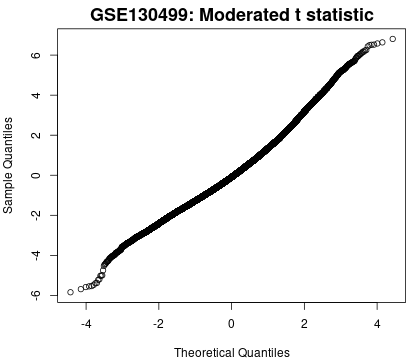 GSE130499: Moderated t statistic
Sample Quantiles
6
4
2
0
-2
-4
-6
-4 -2 0 2 4
Theoretical Quantiles